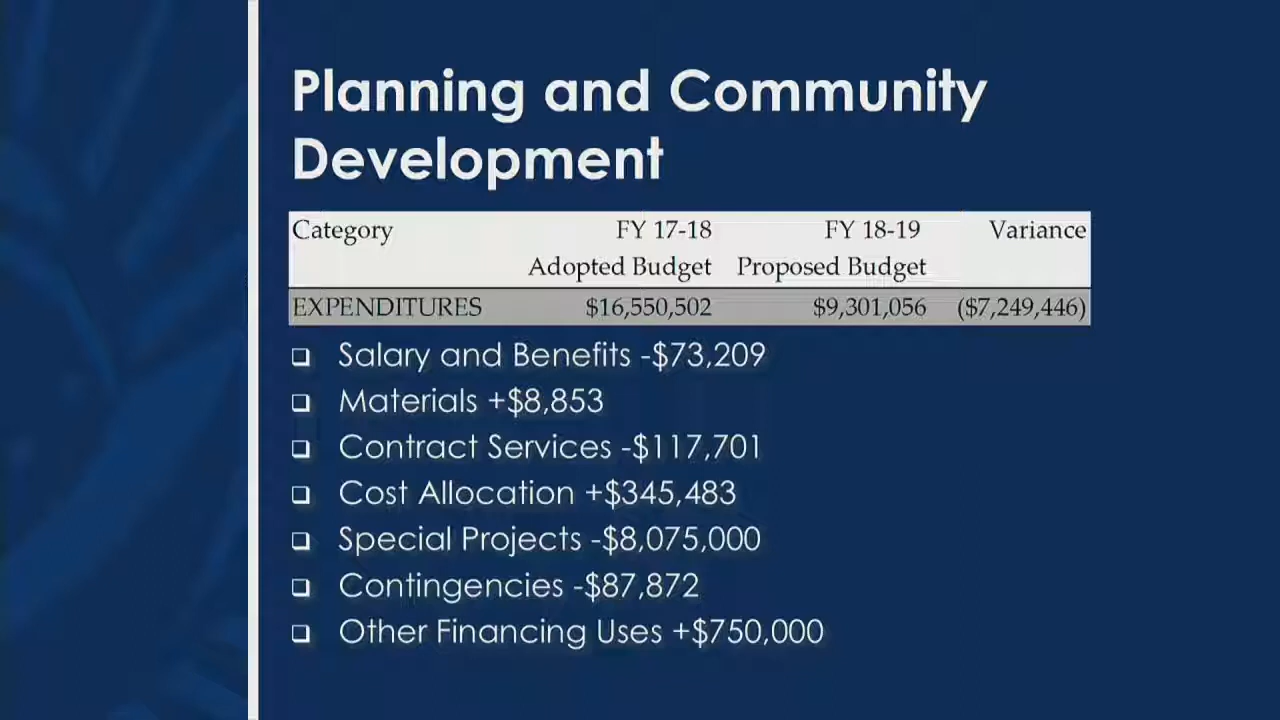 Planning and Community
Development
Category FY 17-18 FY 18-19 Variance
Adopted Budget Proposed Budget
EXPENDITURES $16,550,502 $9,301,056 ($7,249,446)
❑ Salary and Benefits -$73,209
❑ Materials +$8,853
❑ Contract Services -$117,701
❑ Cost Allocation +$345,483
❑ Special Projects -$8,075,000
❑ Contingencies -$87,872
❑ Other Financing Uses +$750,000